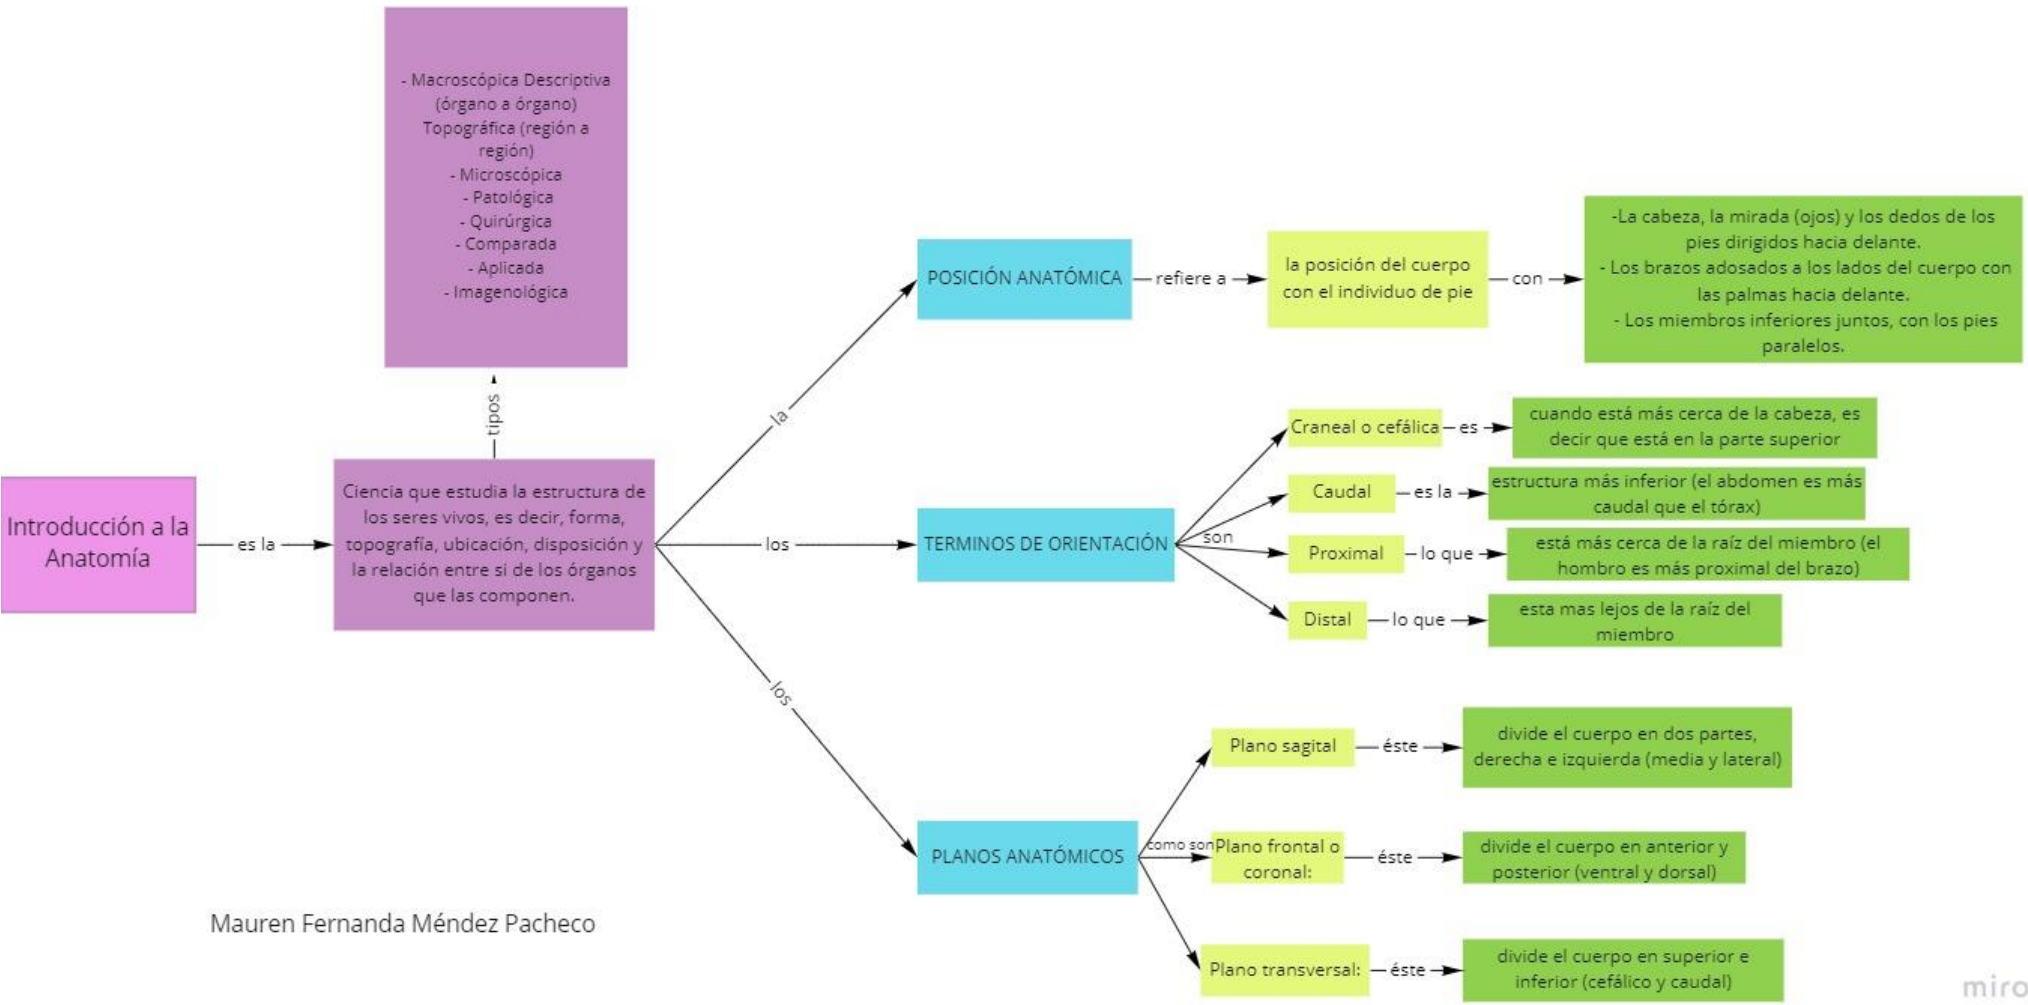 - Macroscópica Descriptiva
(órgano a órgano)
Topográfica (región a
región)
- Microscópica
- Patológica
- Quirúrgica
- Comparada
- Aplicada
- Imagenológica
tipos
Introducción a la
Anatomía
es la
Ciencia que estudia la estructura de
los seres vivos, es decir, forma,
topografía, ubicación, disposición y
la relación entre si de los órganos
que las componen.
la
POSICIÓN ANATÓMICA
refiere a
la posición del cuerpo
con el individuo de pie
con
-La cabeza, la mirada (ojos) y los dedos de los
pies dirigidos hacia delante.
- Los brazos adosados a los lados del cuerpo con
las palmas hacia delante.
- Los miembros inferiores juntos, con los pies
paralelos.
los
TERMINOS DE ORIENTACIÓN
son
Craneal o cefálica
es
cuando está más cerca de la cabeza, es
decir que está en la parte superior
Caudal
es la
estructura más inferior (el abdomen es más
caudal que el tórax)
Proximal
lo que
está más cerca de la raíz del miembro (el
hombro es más proximal del brazo)
Distal
lo que
esta mas lejos de la raíz del
miembro
los
PLANOS ANATÓMICOS
como son
Plano sagital
éste
divide el cuerpo en dos partes,
derecha e izquierda (media y lateral)
Plano frontal o
coronal:
éste
divide el cuerpo en anterior y
posterior (ventral y dorsal)
Plano transversal:
éste
divide el cuerpo en superior e
inferior (cefálico y caudal)
Mauren Fernanda Méndez Pacheco
miro